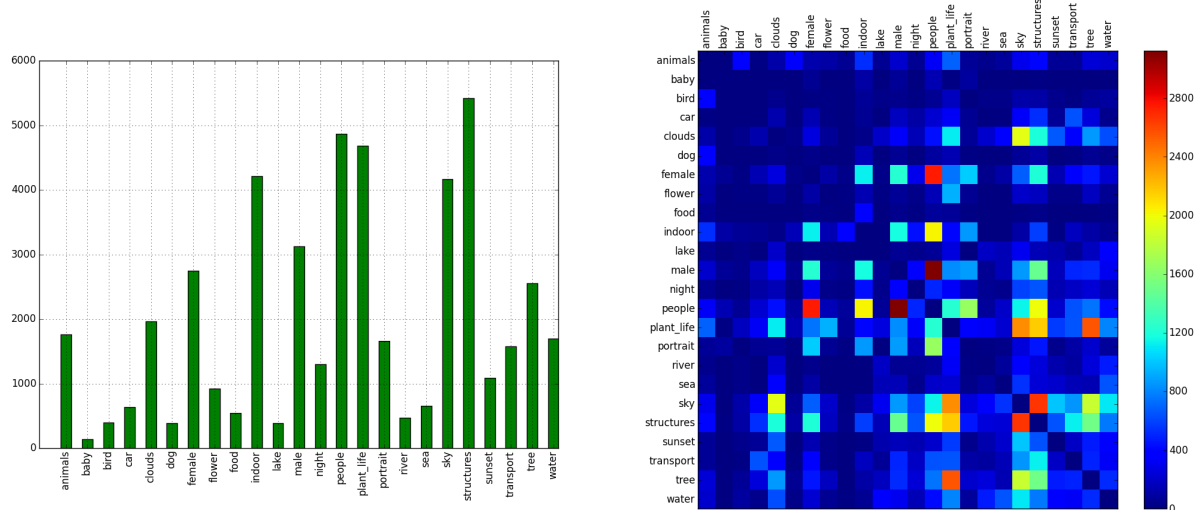 6000
5000
4000
3000
2000
1000
0
animals
baby
bird
car
clouds
dog
female
flower
food
indoor
lake
male
night
people
plant_life
portrait
river
sea
sky
structures
sunset
transport
tree
water
animals
baby
bird
car
clouds
dog
female
flower
food
indoor
lake
male
night
people
plant_life
portrait
river
sea
sky
structures
sunset
transport
tree
water
animals
baby
bird
car
clouds
dog
female
flower
food
indoor
lake
male
night
people
plant_life
portrait
river
sea
sky
structures
sunset
transport
tree
water
2800
2400
2000
1600
1200
800
400
0